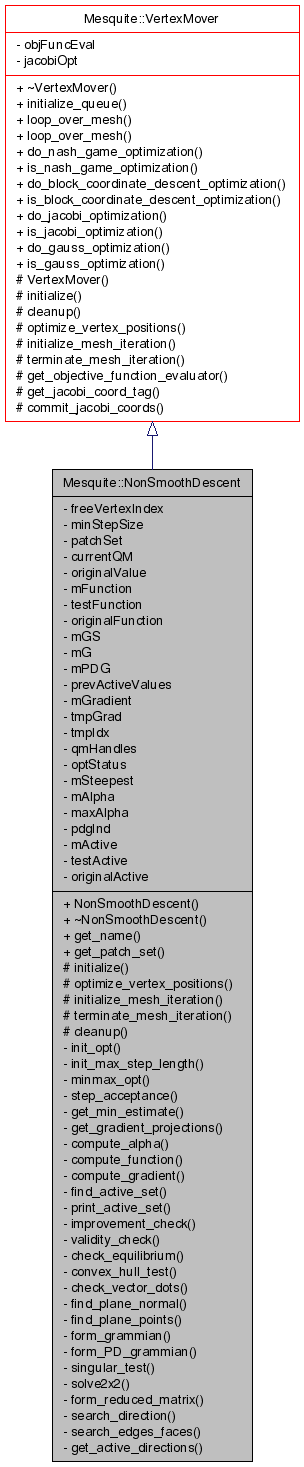 Mesquite::VertexMover
- objFuncEval
- jacobiOpt
+ ~VertexMover()
+ initialize_queue()
+ loop_over_mesh()
+ loop_over_mesh()
+ do_nash_game_optimization()
+ is_nash_game_optimization()
+ do_block_coordinate_descent_optimization()
+ is_block_coordinate_descent_optimization()
+ do_jacobi_optimization()
+ is_jacobi_optimization()
+ do_gauss_optimization()
+ is_gauss_optimization()
# VertexMover()
# initialize()
# cleanup()
# optimize_vertex_positions()
# initialize_mesh_iteration()
# terminate_mesh_iteration()
# get_objective_function_evaluator()
# get_jacobi_coord_tag()
# commit_jacobi_coords()
Mesquite::NonSmoothDescent
- freeVertexIndex
- minStepSize
- patchSet
- currentQM
- originalValue
- mFunction
- testFunction
- originalFunction
- mGS
- mG
- mPDG
- prevActiveValues
- mGradient
- tmpGrad
- tmpIdx
- qmHandles
- optStatus
- mSteepest
- mAlpha
- maxAlpha
- pdgInd
- mActive
- testActive
- originalActive
+ NonSmoothDescent()
+ ~NonSmoothDescent()
+ get_name()
+ get_patch_set()
# initialize()
# optimize_vertex_positions()
# initialize_mesh_iteration()
# terminate_mesh_iteration()
# cleanup()
- init_opt()
- init_max_step_length()
- minmax_opt()
- step_acceptance()
- get_min_estimate()
- get_gradient_projections()
- compute_alpha()
- compute_function()
- compute_gradient()
- find_active_set()
- print_active_set()
- improvement_check()
- validity_check()
- check_equilibrium()
- convex_hull_test()
- check_vector_dots()
- find_plane_normal()
- find_plane_points()
- form_grammian()
- form_PD_grammian()
- singular_test()
- solve2x2()
- form_reduced_matrix()
- search_direction()
- search_edges_faces()
- get_active_directions()